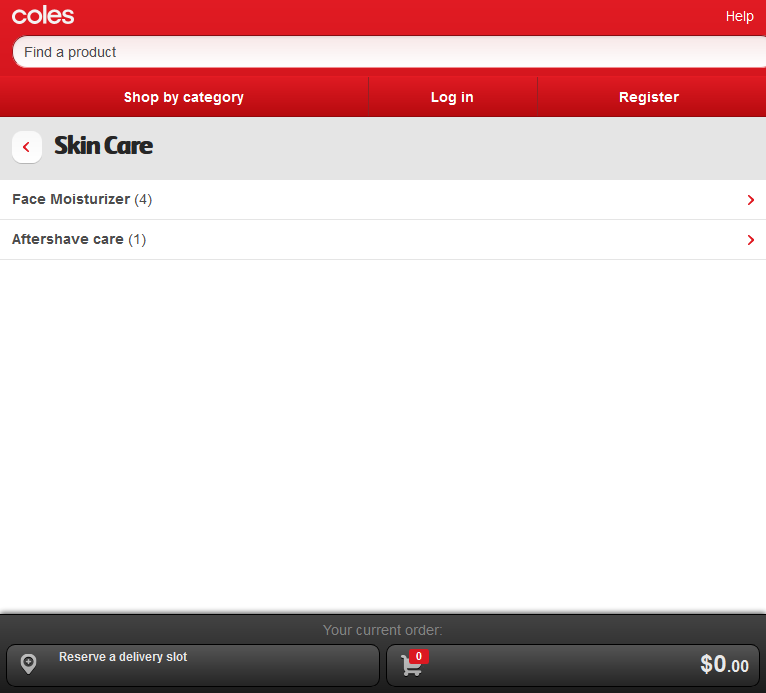 coles
Help
Find a product
Shop by category
Log in
Register
Skin Care
Face Moisturizer (4)
Aftershave care (1)
Your current order:
Reserve a delivery slot
0
$0.00